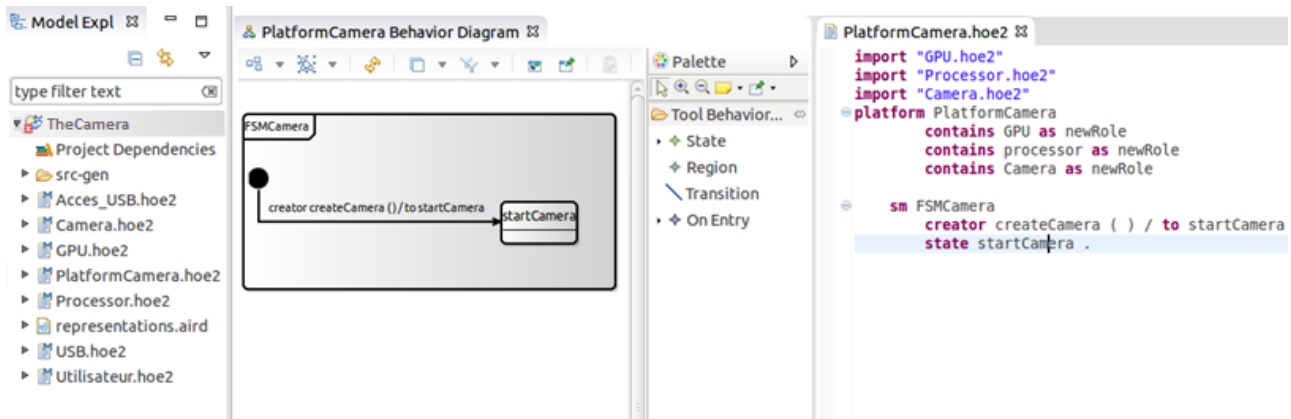 Model Expl
type filter text
TheCamera
Project Dependencies
src-gen
Acces_USB.hoe2
Camera.hoe2
GPU.hoe2
PlatformCamera.hoe2
Processor.hoe2
representations.aird
USB.hoe2
Utilisateur.hoe2
PlatformCamera Behavior Diagram
FSMCamera
creator createCamera ()/ to startCamera
startCamera
Palette
Tool Behavior...
State
Region
Transition
On Entry
PlatformCamera.hoe2
import "GPU.hoe2"
import "Processor.hoe2"
import "Camera.hoe2"
platform PlatformCamera
contains GPU as newRole
contains processor as newRole
contains Camera as newRole
sm FSMCamera
creator createCamera ( ) / to startCamera
state startCamera .